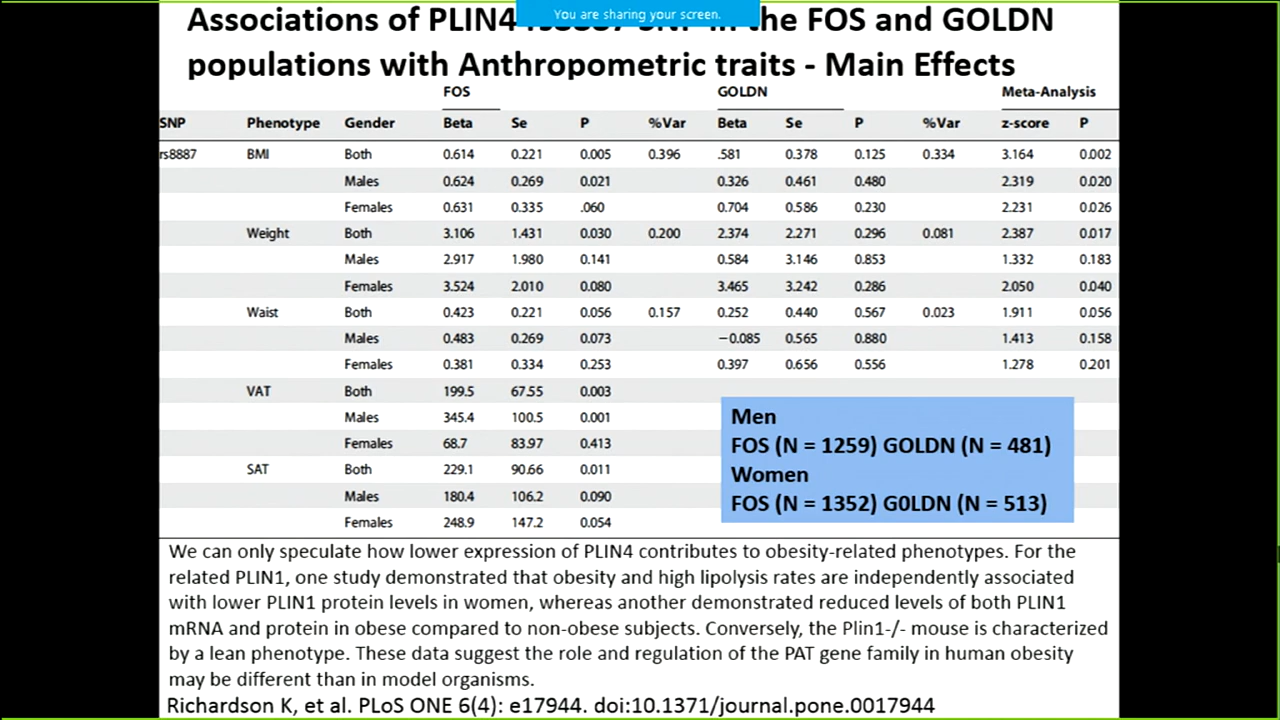 You are sharing your screen.
Associations of PLIN4 SNP in the FOS and GOLDN
populations with Anthropometric traits - Main Effects
FOS GOLDN Meta-Analysis
SNP Phenotype Gender Beta Se P %Var Beta Se P %Var z-score P
rs8887 BMI Both 0.614 0.221 0.005 0.396 .581 0.378 0.125 0.334 3.164 0.002
Males 0.624 0.269 0.021 0.326 0.461 0.480 2.319 0.020
Females 0.631 0.335 .060 0.704 0.586 0.230 2.231 0.026
Weight Both 3.106 1.431 0.030 0.200 2.374 2.271 0.296 0.081 2.387 0.017
Males 2.917 1.980 0.141 0.584 3.146 0.853 1.332 0.183
Females 3.524 2.010 0.080 3.465 3.242 0.286 2.050 0.040
Waist Both 0.423 0.221 0.056 0.157 0.252 0.440 0.567 0.023 1.911 0.056
Males 0.483 0.269 0.073 −0.085 0.565 0.880 1.413 0.158
Females 0.381 0.334 0.253 0.397 0.656 0.556 1.278 0.201
VAT Both 199.5 67.55 0.003
Males 345.4 100.5 0.001
Females 68.7 83.97 0.413
SAT Both 229.1 90.66 0.011
Males 180.4 106.2 0.090
Females 248.9 147.2 0.054
Men
FOS (N = 1259) GOLDN (N = 481)
Women
FOS (N = 1352) G0LDN (N = 513)
We can only speculate how lower expression of PLIN4 contributes to obesity-related phenotypes. For the
related PLIN1, one study demonstrated that obesity and high lipolysis rates are independently associated
with lower PLIN1 protein levels in women, whereas another demonstrated reduced levels of both PLIN1
mRNA and protein in obese compared to non-obese subjects. Conversely, the Plin1-/- mouse is characterized
by a lean phenotype. These data suggest the role and regulation of the PAT gene family in human obesity
may be different than in model organisms.
Richardson K, et al. PLoS ONE 6(4): e17944. doi:10.1371/journal.pone.0017944